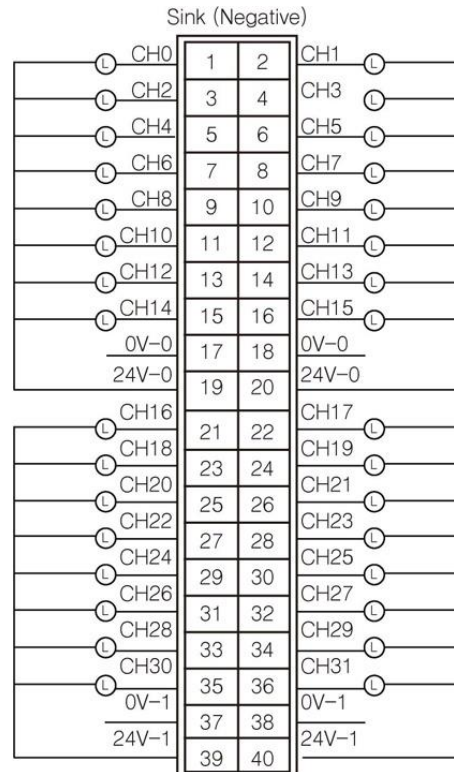 Sink (Negative)
L CH0 1 2 CH1 L
L CH2 3 4 CH3 L
L CH4 5 6 CH5 L
L CH6 7 8 CH7 L
L CH8 9 10 CH9 L
L CH10 11 12 CH11 L
L CH12 13 14 CH13 L
L CH14 15 16 CH15 L
0V-0 17 18 0V-0
24V-0 19 20 24V-0
L CH16 21 22 CH17 L
L CH18 23 24 CH19 L
L CH20 25 26 CH21 L
L CH22 27 28 CH23 L
L CH24 29 30 CH25 L
L CH26 31 32 CH27 L
L CH28 33 34 CH29 L
L CH30 35 36 CH31 L
0V-1 37 38 0V-1
24V-1 39 40 24V-1